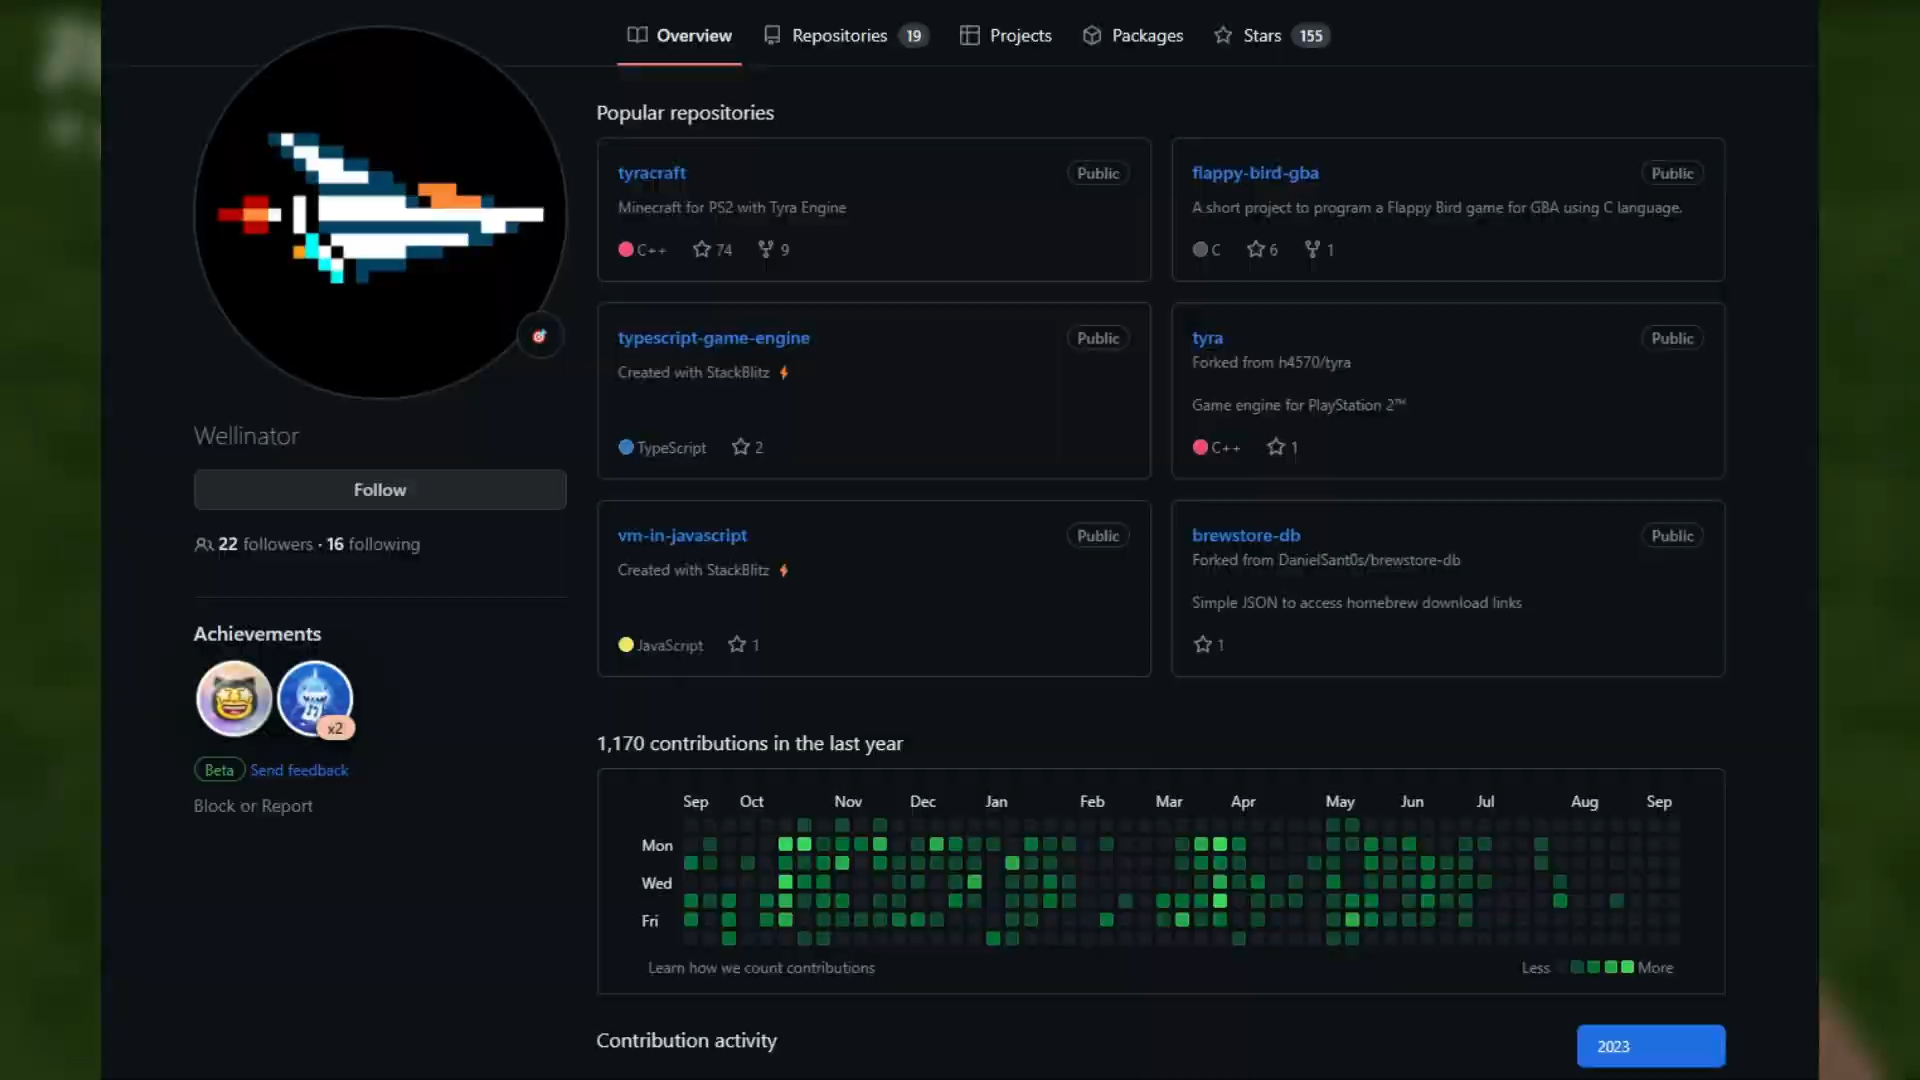 Overview
Repositories 19
Projects
Packages
Stars 155
Wellinator
Follow
22 followers · 16 following
Achievements
x2
Beta Send feedback
Block or Report
Popular repositories
tyracraft Public
Minecraft for PS2 with Tyra Engine
C++ 74 9
flappy-bird-gba Public
A short project to program a Flappy Bird game for GBA using C language.
C 6 1
typescript-game-engine Public
Created with StackBlitz ⚡
TypeScript 2
tyra Public
Forked from h4570/tyra
Game engine for PlayStation 2™
C++ 1
vm-in-javascript Public
Created with StackBlitz ⚡
JavaScript 1
brewstore-db Public
Forked from DanielSant0s/brewstore-db
Simple JSON to access homebrew download links
1
1,170 contributions in the last year
Sep Oct Nov Dec Jan Feb Mar Apr May Jun Jul Aug Sep
Mon
Wed
Fri
Learn how we count contributions
Less More
Contribution activity
2023